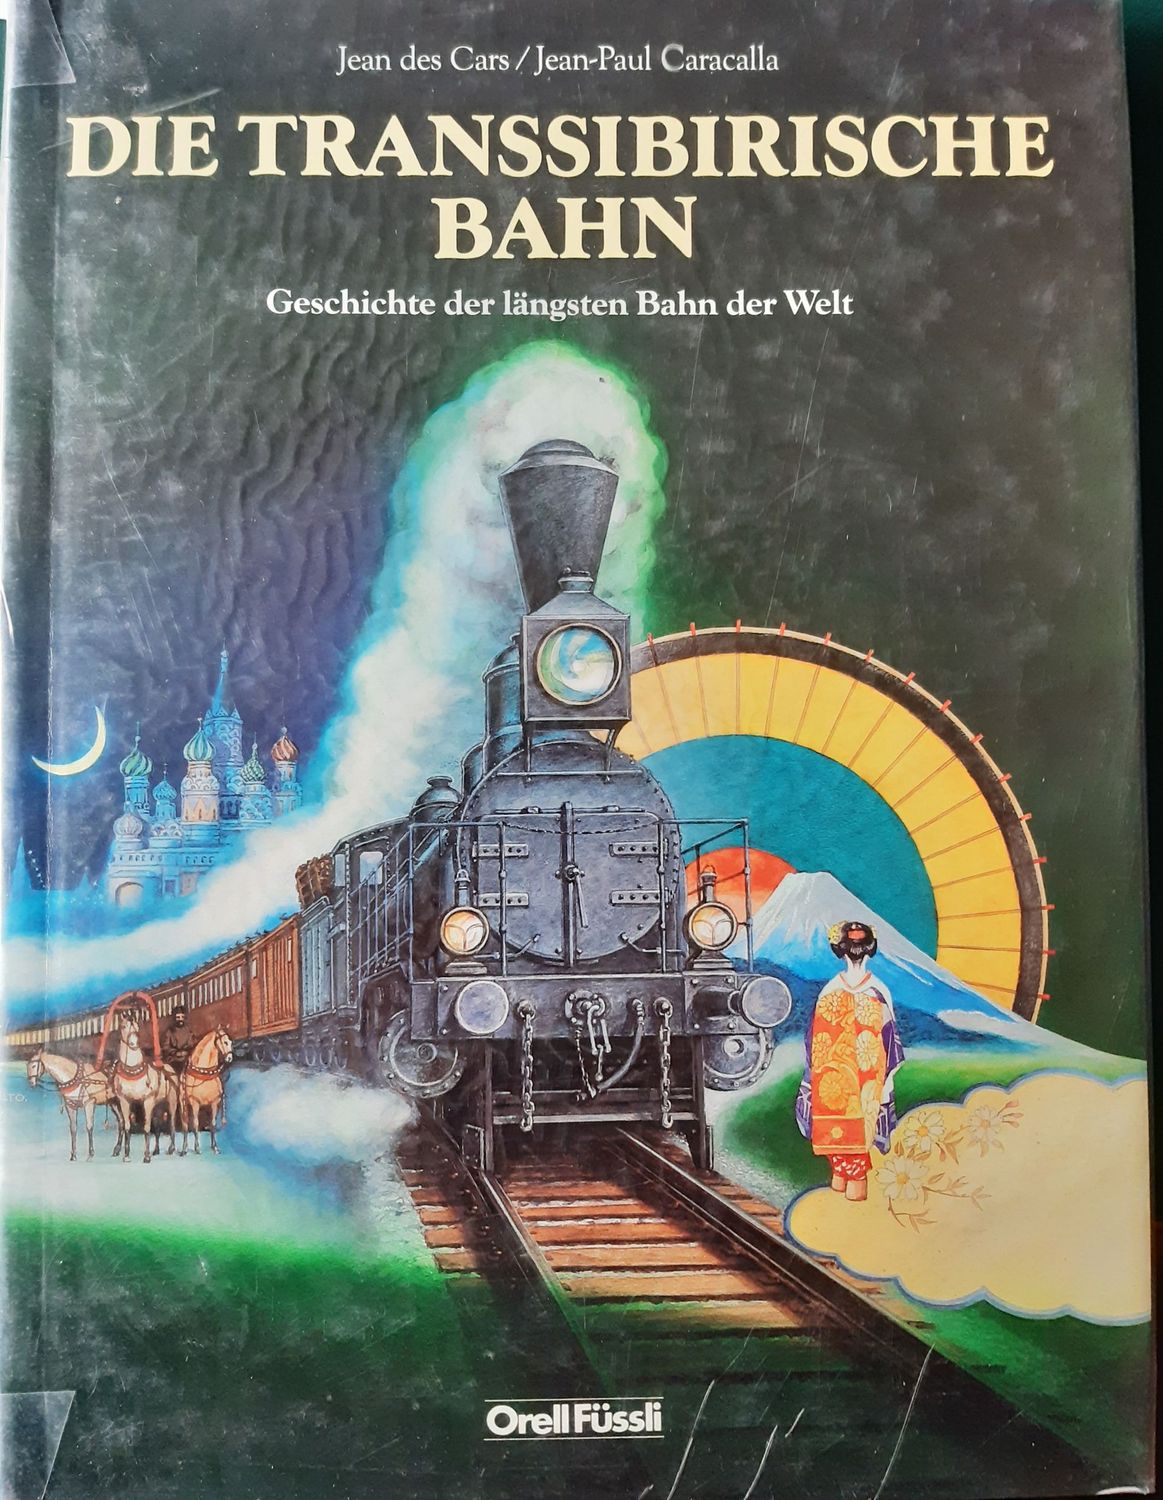 Jean des Cars / Jean-Paul Caracalla
DIE TRANSSIBIRISCHE
BAHN
Geschichte der längsten Bahn der Welt
Orell Füssli